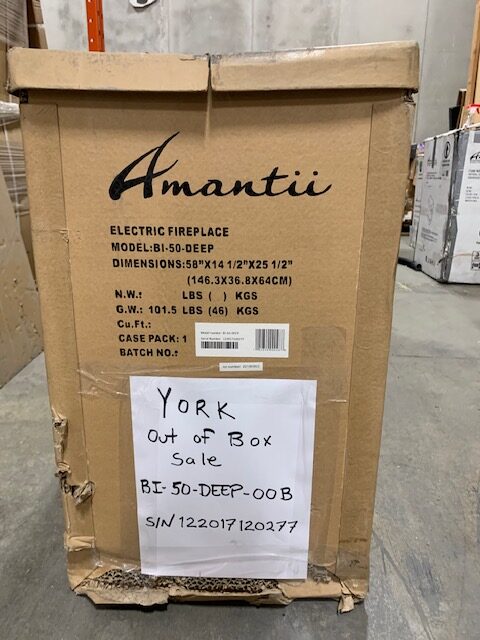 Amantii
ELECTRIC FIREPLACE
MODEL:BI-50-DEEP
DIMENSIONS:58"X14 1/2"X25 1/2"
(146.3X36.8X64CM)
N.W.: LBS ( ) KGS
G.W.: 101.5 LBS (46) KGS
Cu.Ft.:
CASE PACK: 1
BATCH NO.:
YORK
Out of Box
Sale
BI-50-DEEP-OOB
S/N 122017120277